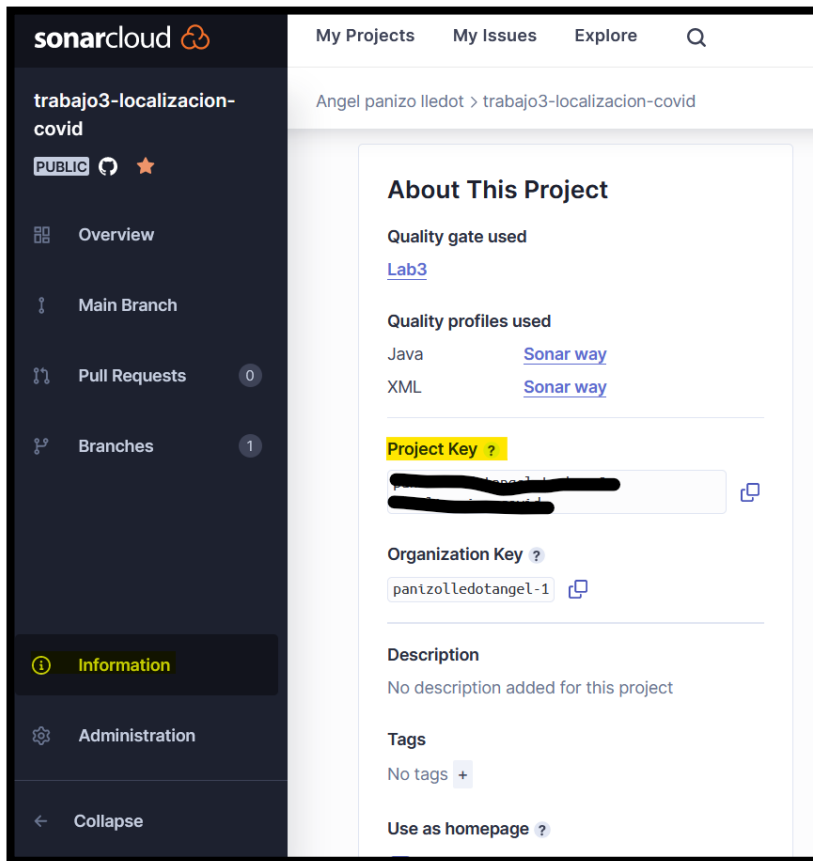 sonarcloud
My Projects My Issues Explore
trabajo3-localizacion-
covid
PUBLIC
Angel panizo lledot > trabajo3-localizacion-covid
Overview
Main Branch
Pull Requests 0
Branches 1
Information
Administration
← Collapse
About This Project
Quality gate used
Lab3
Quality profiles used
Java Sonar way
XML Sonar way
Project Key ?
Organization Key ?
panizolledotangel-1
Description
No description added for this project
Tags
No tags +
Use as homepage ?